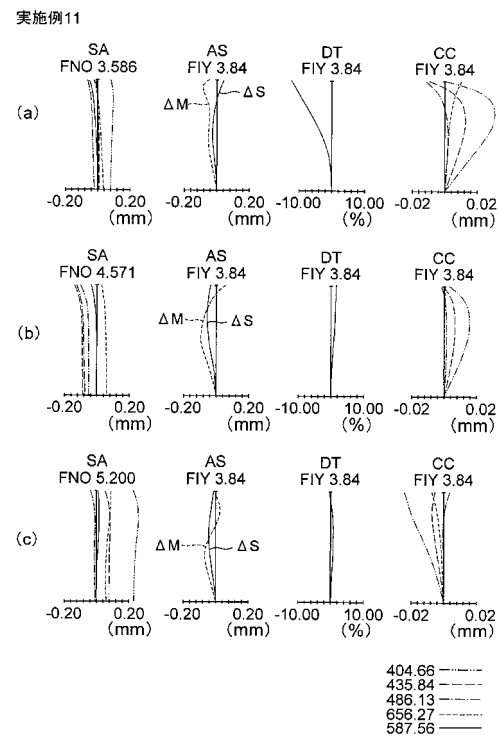 実施例11
SA AS DT CC
FNO 3.586 FIY 3.84 FIY 3.84 FIY 3.84
(a) ΔM ΔS
-0.20 0.20 -0.20 0.20 -10.00 10.00 -0.02 0.02
(mm) (mm) (%) (mm)
SA AS DT CC
FNO 4.571 FIY 3.84 FIY 3.84 FIY 3.84
(b) ΔM ΔS
-0.20 0.20 -0.20 0.20 -10.00 10.00 -0.02 0.02
(mm) (mm) (%) (mm)
SA AS DT CC
FNO 5.200 FIY 3.84 FIY 3.84 FIY 3.84
(c) ΔM ΔS
-0.20 0.20 -0.20 0.20 -10.00 10.00 -0.02 0.02
(mm) (mm) (%) (mm)
404.66
435.84
486.13
656.27
587.56